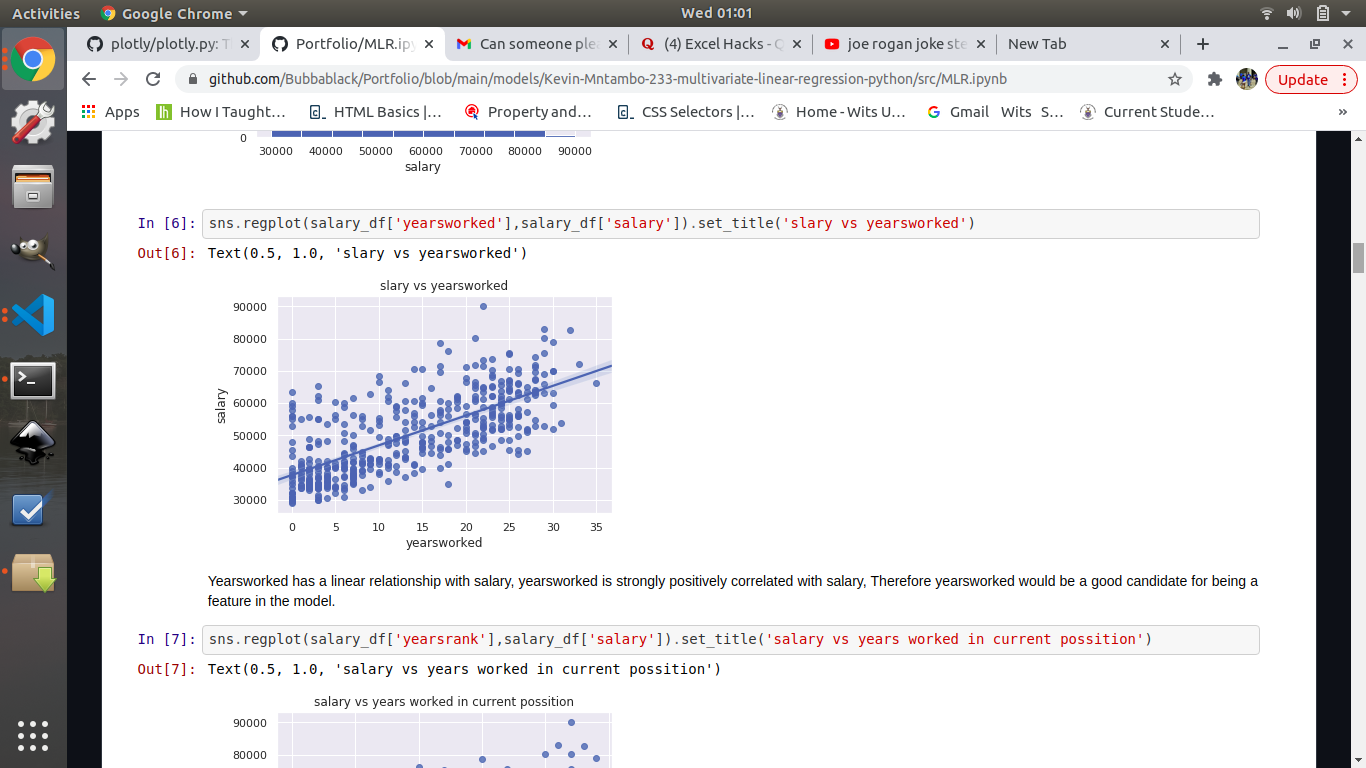 Activities Google Chrome Wed 01:01
plotly/plotly.py: T Portfolio/MLR.ipy Can someone plea (4) Excel Hacks - Q joe rogan joke ste New Tab
github.com/Bubbablack/Portfolio/blob/main/models/Kevin-Mntambo-233-multivariate-linear-regression-python/src/MLR.ipynb Update
Apps How I Taught… HTML Basics |… Property and… CSS Selectors |… Home - Wits U… Gmail Wits S… Current Stude… »
0
30000 40000 50000 60000 70000 80000 90000
salary
In [6]: sns.regplot(salary_df['yearsworked'],salary_df['salary']).set_title('slary vs yearsworked')
Out[6]: Text(0.5, 1.0, 'slary vs yearsworked')
slary vs yearsworked
90000
80000
70000
60000
50000
40000
30000
salary
0 5 10 15 20 25 30 35
yearsworked
Yearsworked has a linear relationship with salary, yearsworked is strongly positively correlated with salary, Therefore yearsworked would be a good candidate for being a
feature in the model.
In [7]: sns.regplot(salary_df['yearsrank'],salary_df['salary']).set_title('salary vs years worked in current possition')
Out[7]: Text(0.5, 1.0, 'salary vs years worked in current possition')
salary vs years worked in current possition
90000
80000